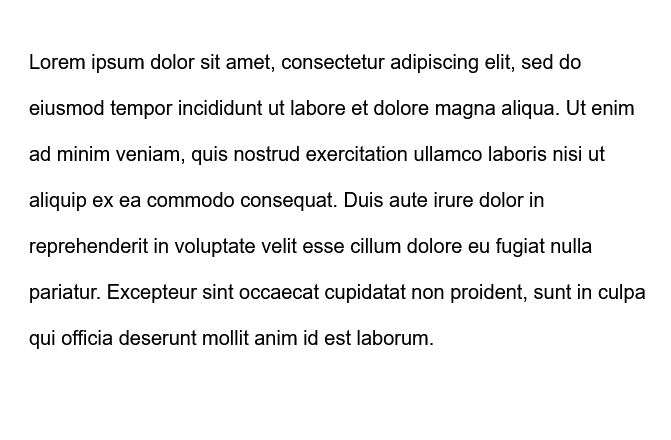 Lorem ipsum dolor sit amet, consectetur adipiscing elit, sed do
eiusmod tempor incididunt ut labore et dolore magna aliqua. Ut enim
ad minim veniam, quis nostrud exercitation ullamco laboris nisi ut
aliquip ex ea commodo consequat. Duis aute irure dolor in
reprehenderit in voluptate velit esse cillum dolore eu fugiat nulla
pariatur. Excepteur sint occaecat cupidatat non proident, sunt in culpa
qui officia deserunt mollit anim id est laborum.